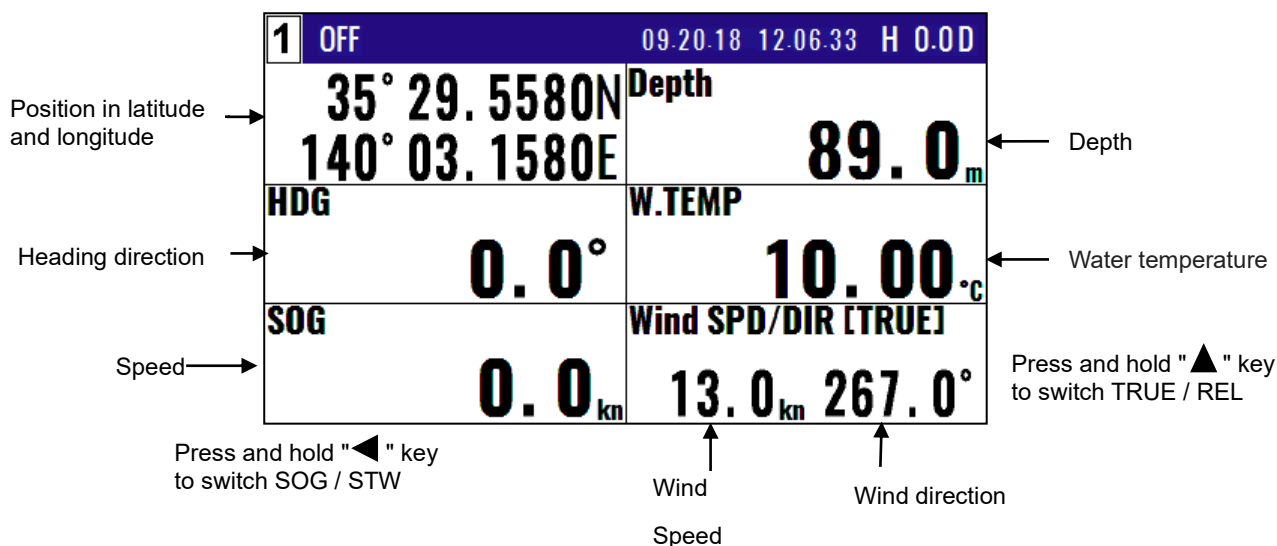 1 OFF 09-20-18 12-06-33 H 0.0D
Position in latitude
and longitude
35° 29. 5580N
140° 03. 1580E
Depth
89. 0m
Depth
Heading direction
HDG
0. 0°
W.TEMP
10. 00°C
Water temperature
Speed
SOG
0. 0kn
Wind SPD/DIR [TRUE]
13. 0kn 267. 0°
Press and hold "▲" key
to switch TRUE / REL
Press and hold "◀" key
to switch SOG / STW
Wind
Speed
Wind direction